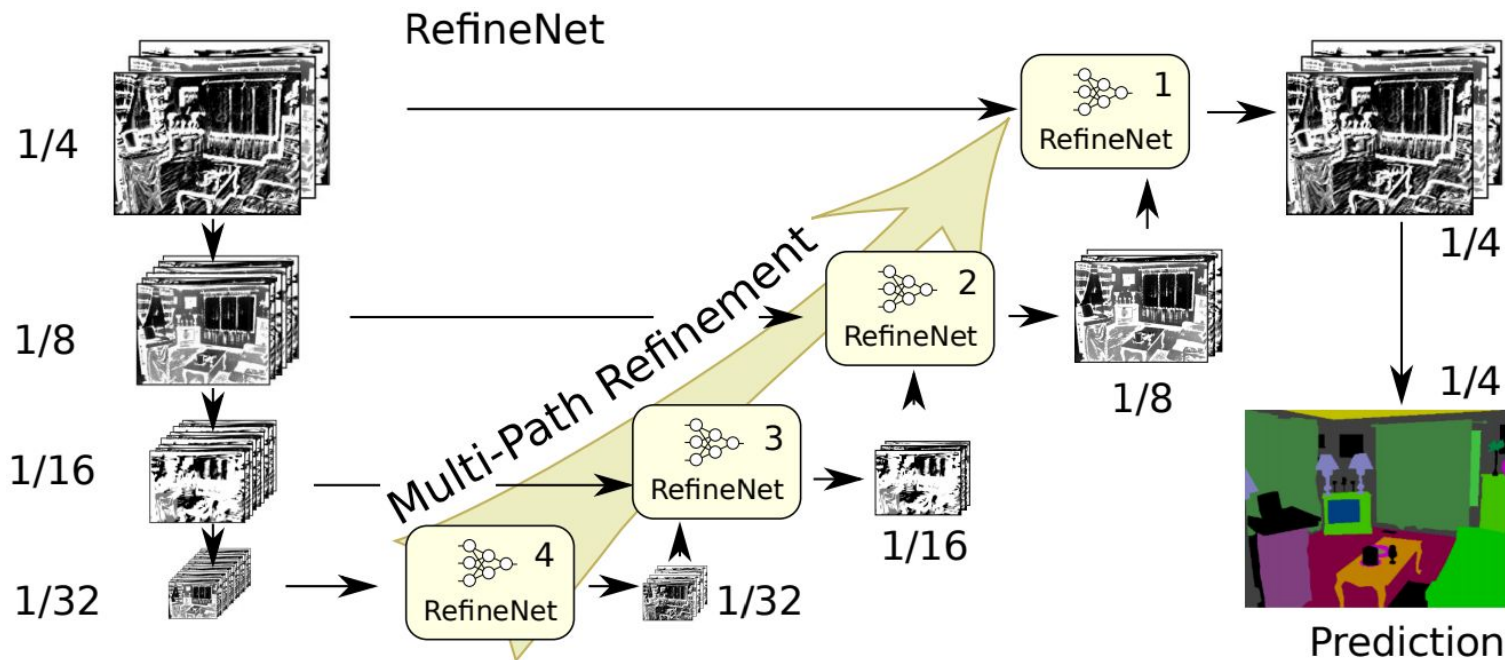 RefineNet
1/4
1
RefineNet
1/4
Multi-Path Refinement
1/8
2
RefineNet
1/8
1/4
1/16
3
RefineNet
1/16
1/32
4
RefineNet
1/32
Prediction